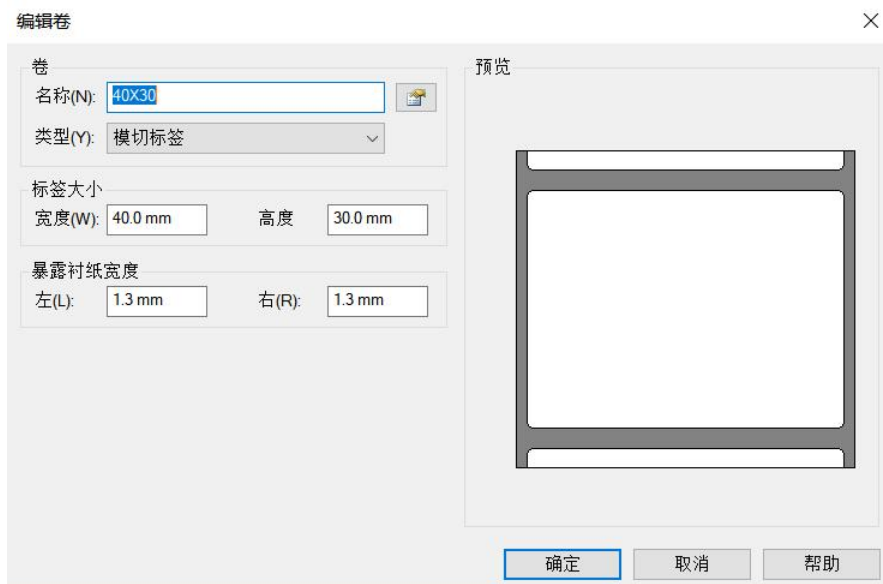 编辑卷
卷
名称(N): 40X30
类型(Y): 模切标签
标签大小
宽度(W): 40.0 mm 高度 30.0 mm
暴露衬纸宽度
左(L): 1.3 mm 右(R): 1.3 mm
预览
确定 取消 帮助